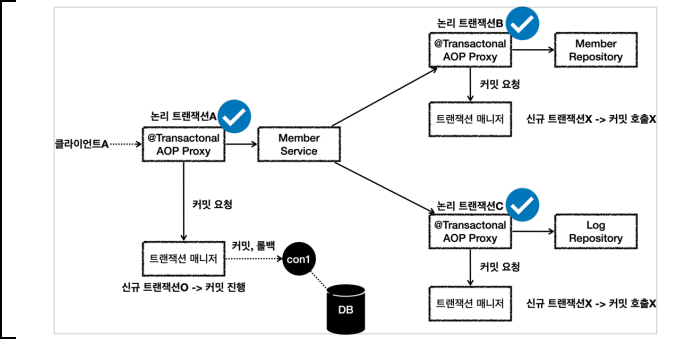 논리 트랜잭션B
@Transactonal
AOP Proxy
Member
Repository
커밋 요청
트랜잭션 매니저
신규 트랜잭션X -> 커밋 호출X
논리 트랜잭션A
클라이언트A
@Transactonal
AOP Proxy
Member
Service
커밋 요청
트랜잭션 매니저
커밋, 롤백
con1
신규 트랜잭션O -> 커밋 진행
DB
논리 트랜잭션C
@Transactonal
AOP Proxy
Log
Repository
커밋 요청
트랜잭션 매니저
신규 트랜잭션X -> 커밋 호출X